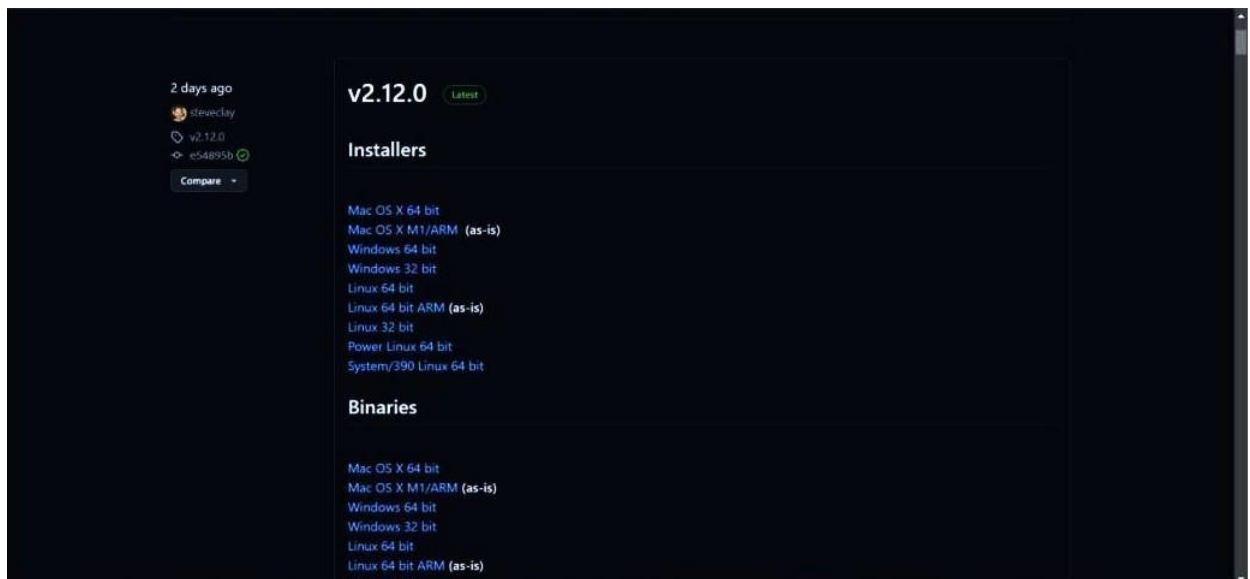 2 days ago
steveclay
v2.12.0
e54895b
Compare
v2.12.0 Latest
Installers
Mac OS X 64 bit
Mac OS X M1/ARM (as-is)
Windows 64 bit
Windows 32 bit
Linux 64 bit
Linux 64 bit ARM (as-is)
Linux 32 bit
Power Linux 64 bit
System/390 Linux 64 bit
Binaries
Mac OS X 64 bit
Mac OS X M1/ARM (as-is)
Windows 64 bit
Windows 32 bit
Linux 64 bit
Linux 64 bit ARM (as-is)